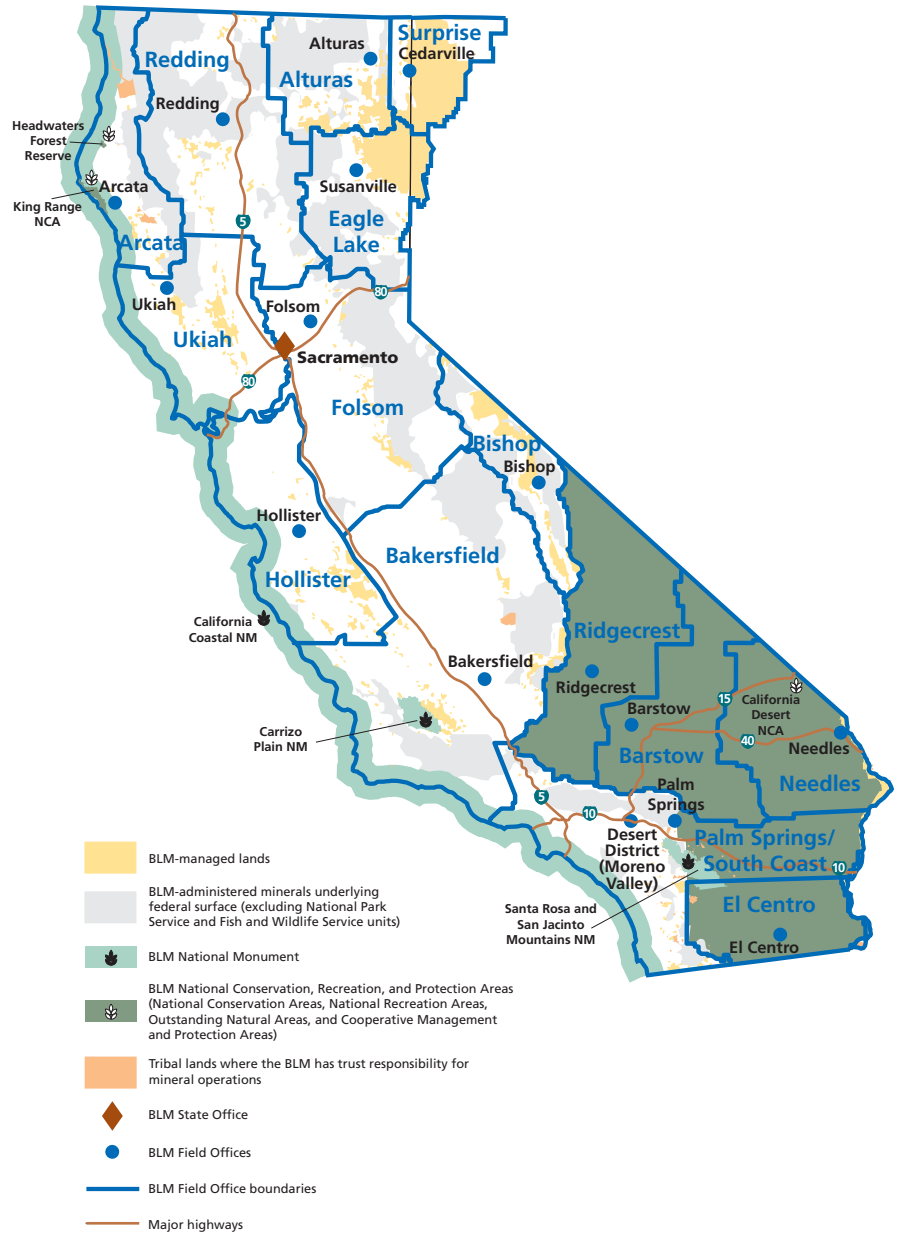 Surprise
Alturas
Cedarville
Redding
Alturas
Redding
Headwaters
Forest
Reserve
Susanville
Arcata
King Range
NCA
Eagle
Lake
5
Arcata
80
Ukiah
Folsom
Ukiah
Sacramento
80
Folsom
Bishop
Bishop
Hollister
Bakersfield
Hollister
California
Coastal NM
Ridgecrest
Bakersfield
Ridgecrest
15
California
Desert
NCA
Barstow
Carrizo
Plain NM
40
Needles
Barstow
Needles
Palm
Springs
5
10
Desert
District
(Moreno
Valley)
Palm Springs/
South Coast
10
Santa Rosa and
San Jacinto
Mountains NM
El Centro
El Centro
BLM-managed lands
BLM-administered minerals underlying
federal surface (excluding National Park
Service and Fish and Wildlife Service units)
BLM National Monument
BLM National Conservation, Recreation, and Protection Areas
(National Conservation Areas, National Recreation Areas,
Outstanding Natural Areas, and Cooperative Management
and Protection Areas)
Tribal lands where the BLM has trust responsibility for
mineral operations
BLM State Office
BLM Field Offices
BLM Field Office boundaries
Major highways